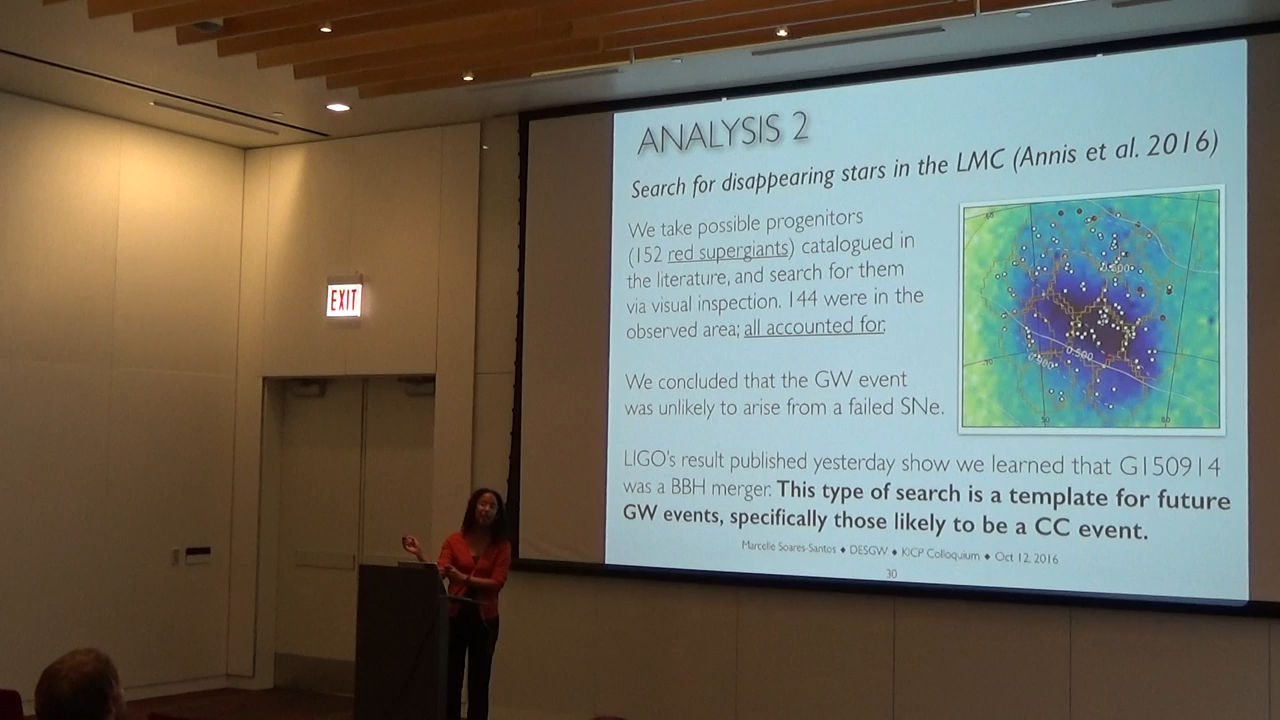 ANALYSIS 2
Search for disappearing stars in the LMC (Annis et al. 2016)
We take possible progenitors
(152 red supergiants) catalogued in
the literature, and search for them
via visual inspection. 144 were in the
observed area; all accounted for.
We concluded that the GW event
was unlikely to arise from a failed SNe.
LIGO's result published yesterday show we learned that G150914
was a BBH merger. This type of search is a template for future
GW events, specifically those likely to be a CC event.
Marcelle Soares-Santos ♦ DESGW ♦ KICP Colloquium ♦ Oct 12, 2016
30
EXIT
0.500